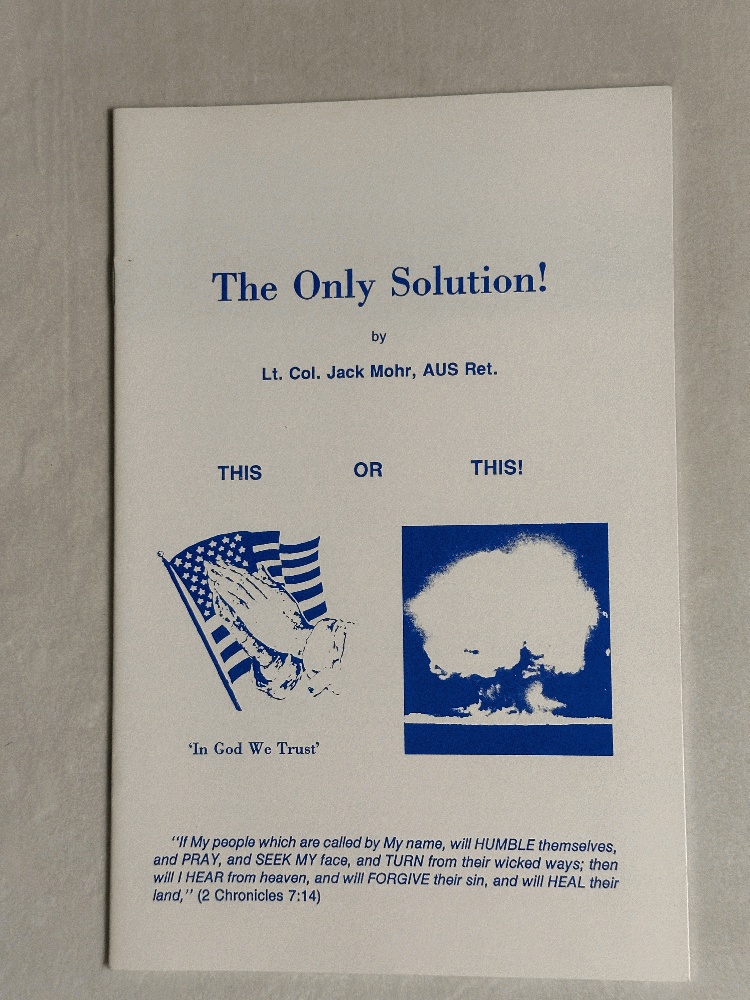 The Only Solution!
by
Lt. Col. Jack Mohr, AUS Ret.
THIS OR THIS!
‘In God We Trust’
“If My people which are called by My name, will HUMBLE themselves,
and PRAY, and SEEK MY face, and TURN from their wicked ways; then
will I HEAR from heaven, and will FORGIVE their sin, and will HEAL their
land,” (2 Chronicles 7:14)